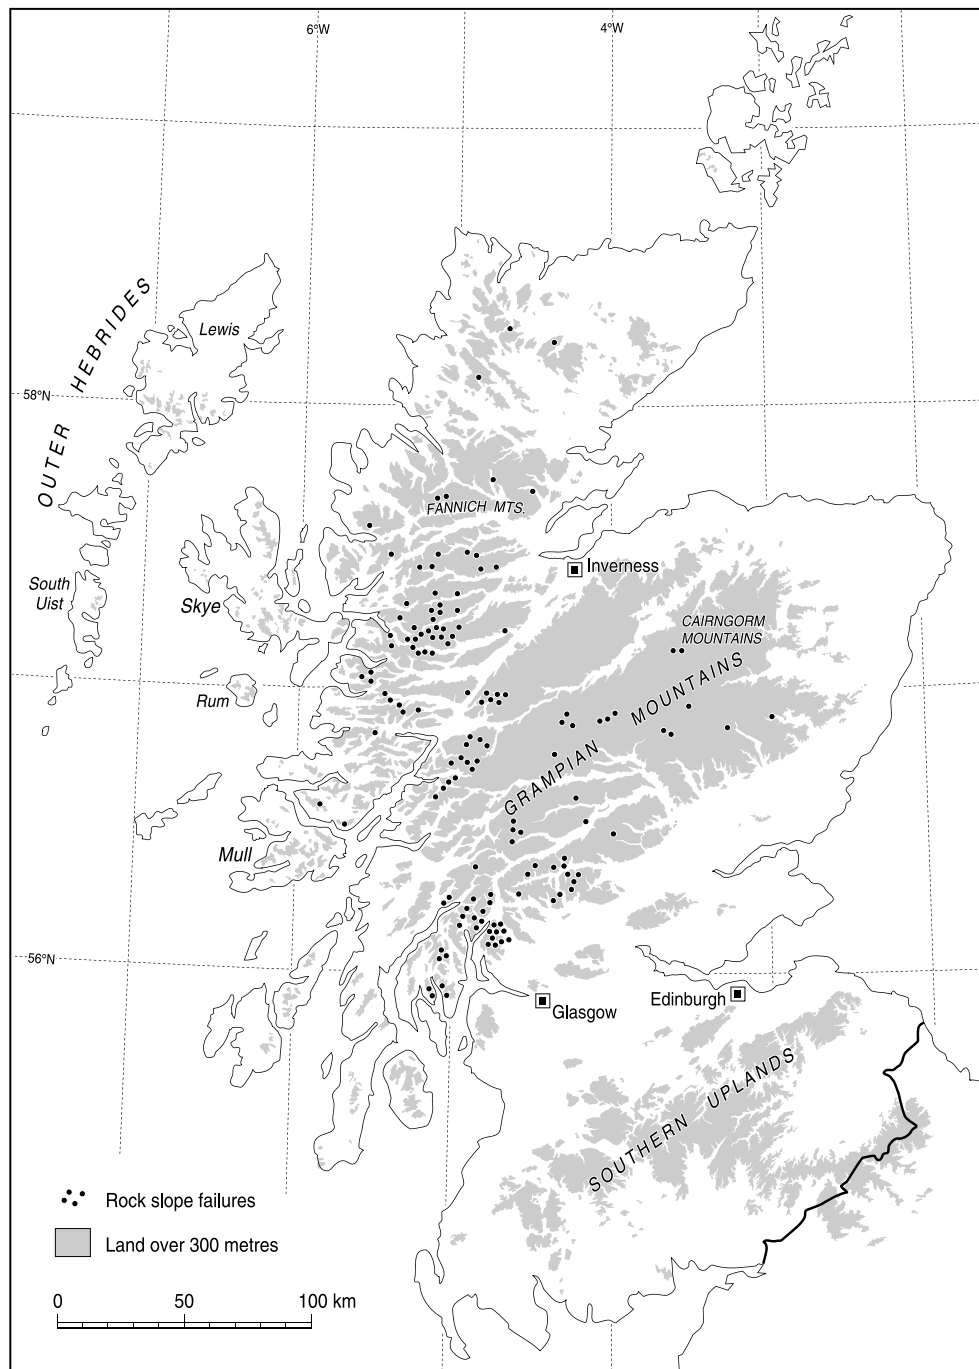 6°W
4°W
OUTER HEBRIDES
Lewis
58°N
FANNICH MTS.
Inverness
South
Uist
Skye
CAIRNGORM
MOUNTAINS
Rum
GRAMPIAN MOUNTAINS
Mull
56°N
Edinburgh
Glasgow
SOUTHERN UPLANDS
Rock slope failures
Land over 300 metres
0 50 100 km